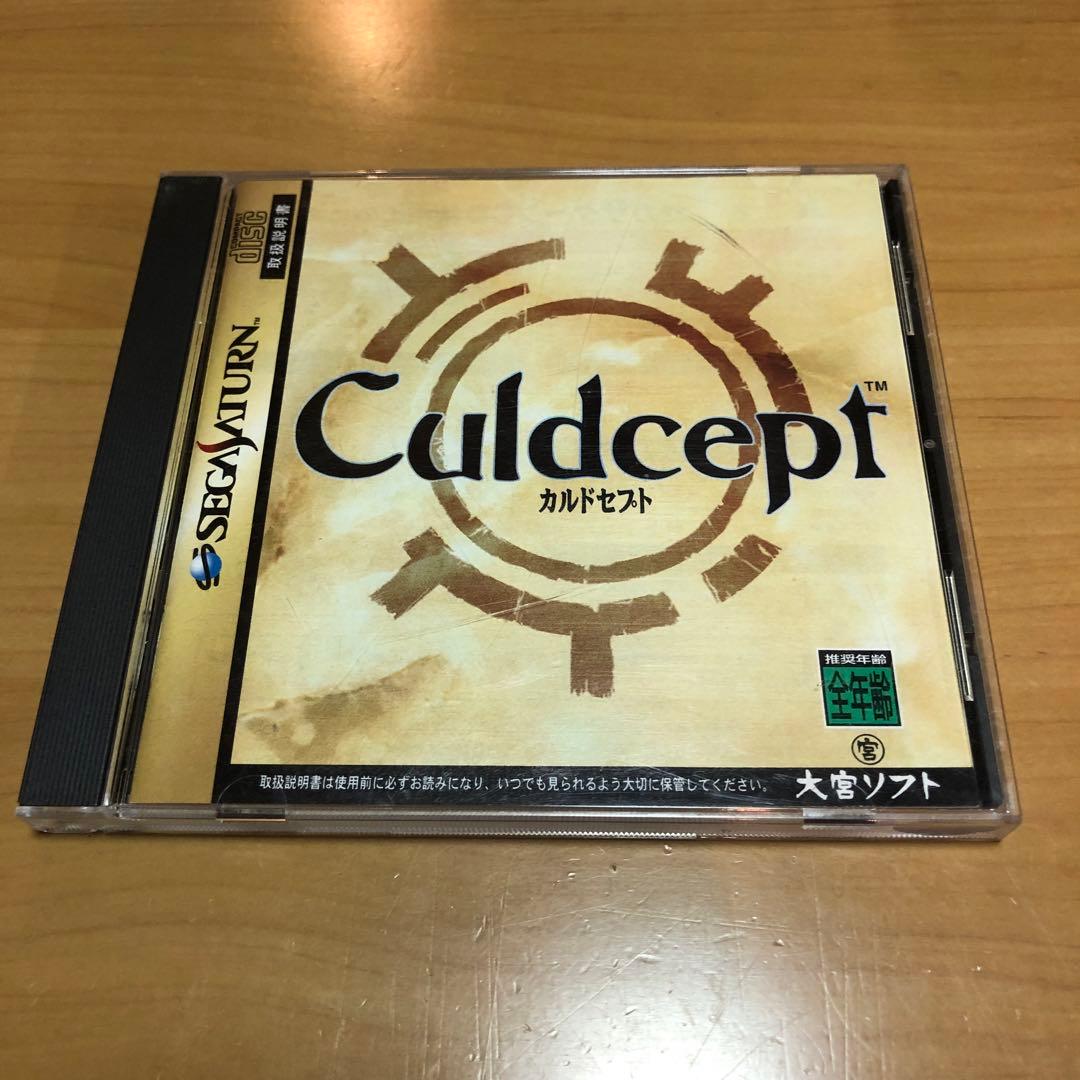 COMPACT
disc
取扱説明書
SEGA SATURN™
Culdcept™
カルドセプト
推奨年齢
全年齢
宮
大宮ソフト
取扱説明書は使用前に必ずお読みになり、いつでも見られるよう大切に保管してください。